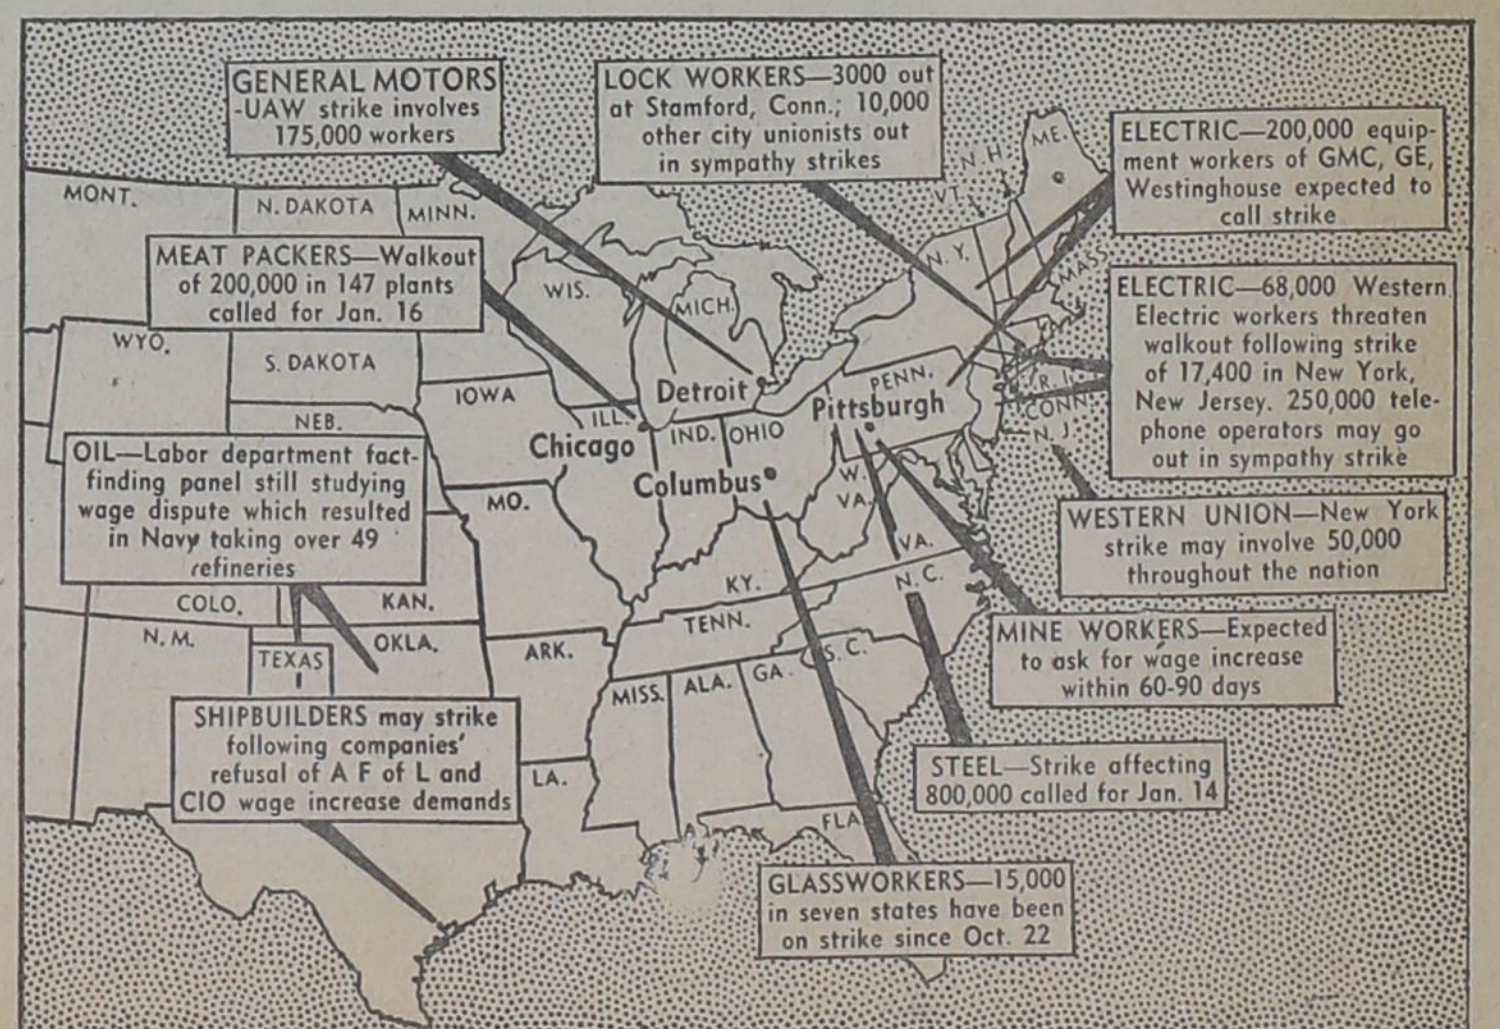 GENERAL MOTORS
-UAW strike involves
175,000 workers
LOCK WORKERS—3000 out
at Stamford, Conn.; 10,000
other city unionists out
in sympathy strikes
ELECTRIC—200,000 equip-
ment workers of GMC, GE,
Westinghouse expected to
call strike
MEAT PACKERS—Walkout
of 200,000 in 147 plants
called for Jan. 16
ELECTRIC—68,000 Western
Electric workers threaten
walkout following strike
of 17,400 in New York,
New Jersey. 250,000 tele-
phone operators may go
out in sympathy strike
OIL—Labor department fact-
finding panel still studying
wage dispute which resulted
in Navy taking over 49
refineries
WESTERN UNION—New York
strike may involve 50,000
throughout the nation
MINE WORKERS—Expected
to ask for wage increase
within 60-90 days
SHIPBUILDERS may strike
following companies'
refusal of A F of L and
CIO wage increase demands
STEEL—Strike affecting
800,000 called for Jan. 14
GLASSWORKERS—15,000
in seven states have been
on strike since Oct. 22
MONT.
N. DAKOTA
MINN.
WIS.
MICH.
N. Y.
VT.
N. H.
ME.
MASS.
WYO.
S. DAKOTA
IOWA
NEB.
ILL.
IND.
OHIO
PENN.
R. I.
CONN.
N. J.
Detroit
Chicago
Columbus
Pittsburgh
MO.
W.
VA.
VA.
KY.
N. C.
COLO.
KAN.
N. M.
TEXAS
OKLA.
ARK.
TENN.
MISS.
ALA.
GA.
S. C.
LA.
FLA